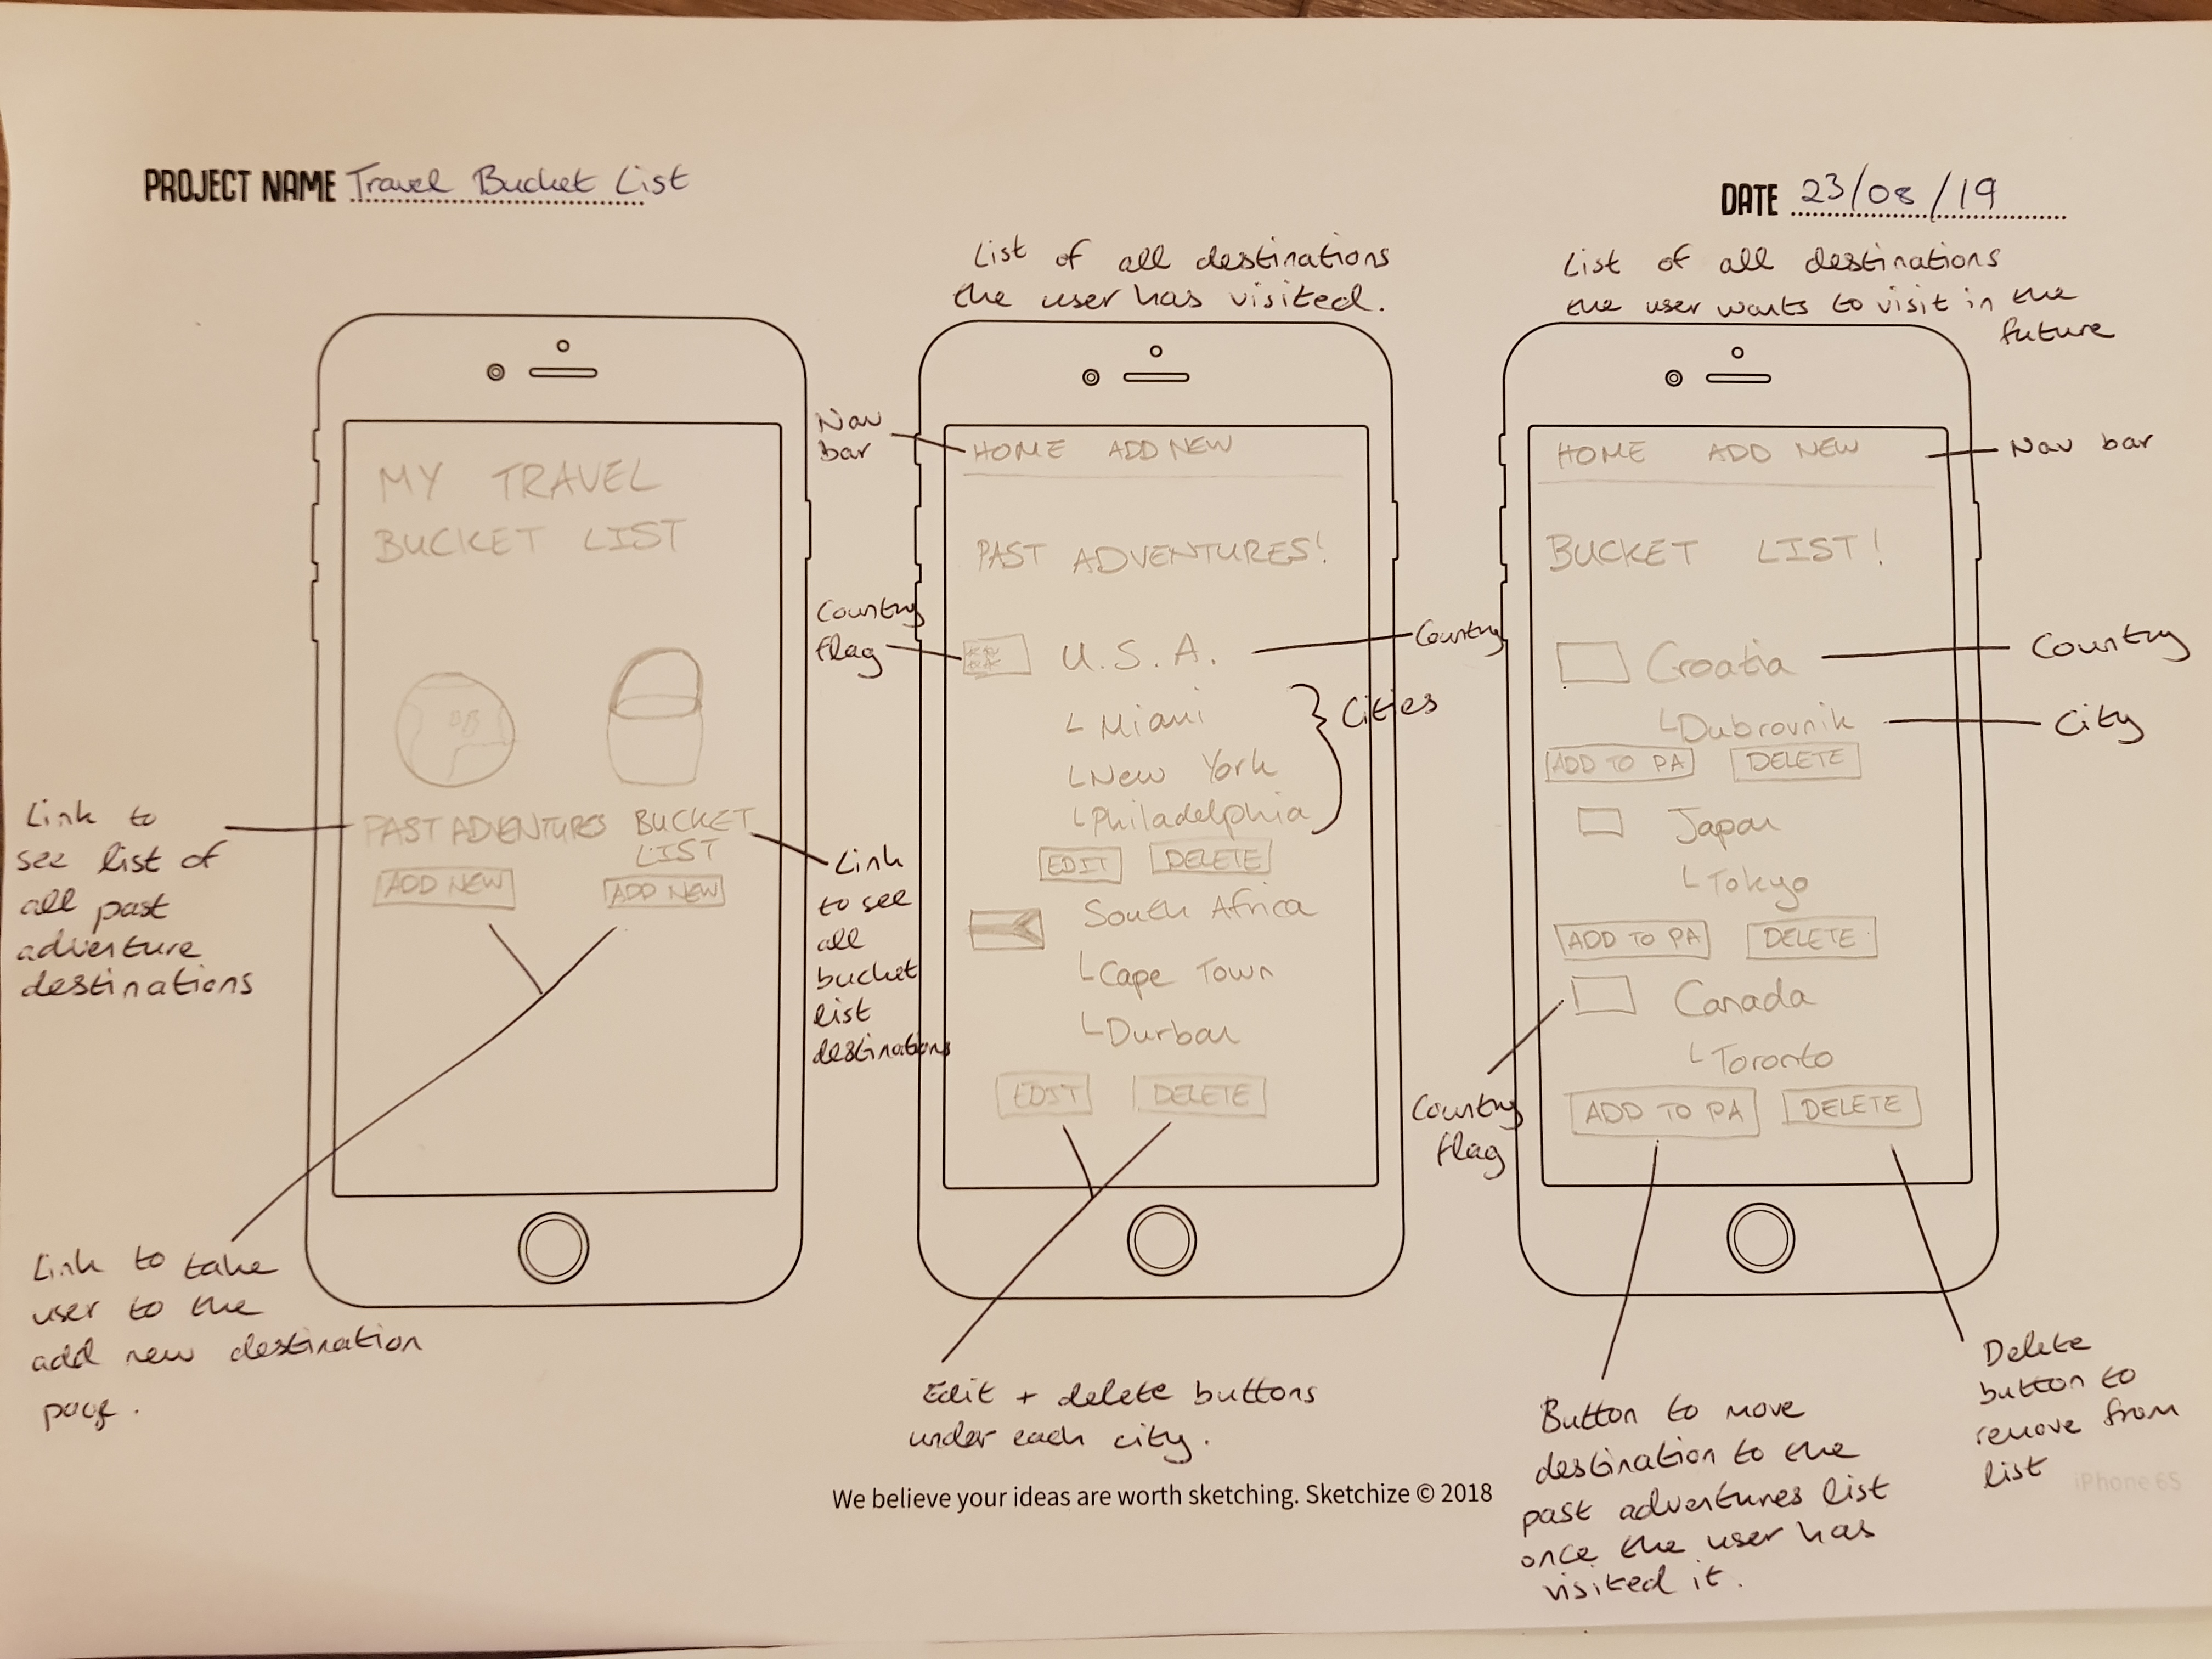 PROJECT NAME Travel Bucket List
DATE 23/08/19
Link to
see list of
all past
adventure
destinations
Link to take
user to the
add new destination
page.
MY TRAVEL
BUCKET LIST
PAST ADVENTURES
BUCKET
LIST
ADD NEW
ADD NEW
Link
to see
all
bucket
list
destinations
List of all destinations
the user has visited.
Nav
bar
HOME ADD NEW
PAST ADVENTURES!
Country
flag
U.S.A.
Country
Miami
New York
Philadelphia
Cities
EDIT DELETE
South Africa
Cape Town
Durban
EDIT DELETE
Edit + delete buttons
under each city.
List of all destinations
the user wants to visit in the
future
HOME ADD NEW
Nav bar
BUCKET LIST!
Croatia
Country
Dubrovnik
City
ADD TO PA DELETE
Japan
Tokyo
ADD TO PA DELETE
Country
flag
Canada
Toronto
ADD TO PA DELETE
Button to move
destination to the
past adventures list
once the user has
visited it.
Delete
button to
remove from
list
We believe your ideas are worth sketching. Sketchize © 2018
iPhone 6S